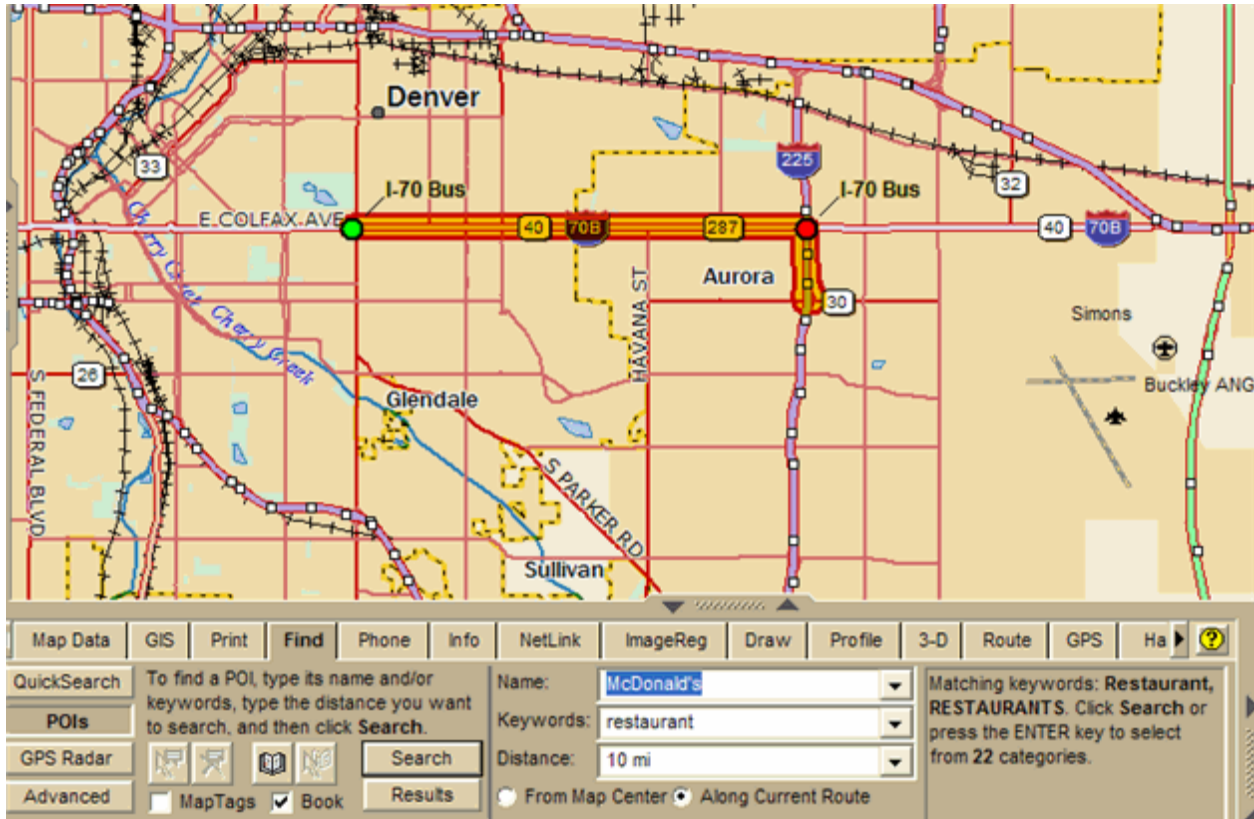 Denver
33
225
32
I-70 Bus
I-70 Bus
E COLFAX AVE
40
70B
287
40
70B
Cherry Creek
Cherry Creek
Aurora
HAVANA ST
30
Simons
26
Buckley ANG
S FEDERAL BLVD
Glendale
S PARKER RD
Sullivan
Map Data
GIS
Print
Find
Phone
Info
NetLink
ImageReg
Draw
Profile
3-D
Route
GPS
Ha
?
QuickSearch
POIs
GPS Radar
Advanced
To find a POI, type its name and/or
keywords, type the distance you want
to search, and then click Search.
Search
MapTags
Book
Results
Name:
McDonald's
Keywords:
restaurant
Distance:
10 mi
From Map Center
Along Current Route
Matching keywords: Restaurant,
RESTAURANTS. Click Search or
press the ENTER key to select
from 22 categories.